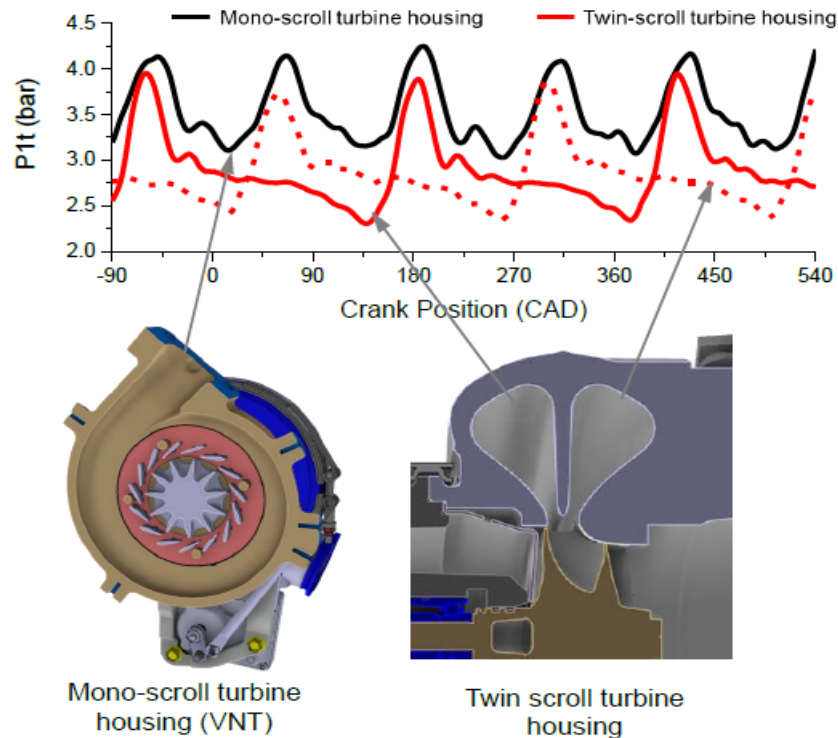 Mono-scroll turbine housing Twin-scroll turbine housing
P1t (bar)
4.5
4.0
3.5
3.0
2.5
2.0
-90 0 90 180 270 360 450 540
Crank Position (CAD)
Mono-scroll turbine
housing (VNT)
Twin scroll turbine
housing